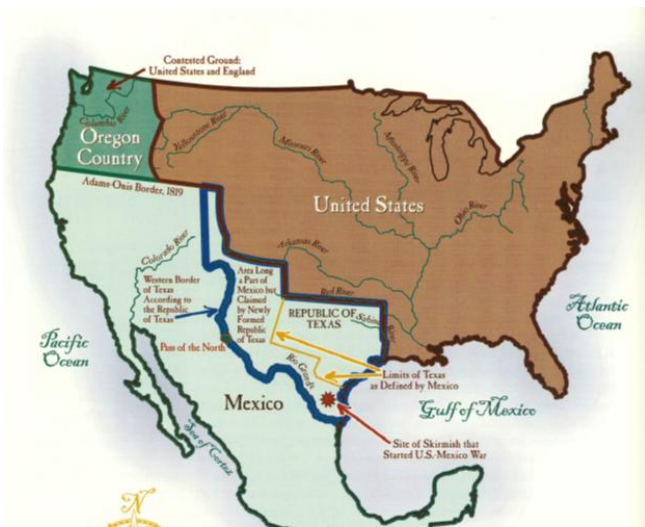 Contested Ground:
United States and England
Columbia River
Oregon
Country
Yellowstone River
Missouri River
Mississippi River
Adams-Onis Border, 1819
United States
Ohio River
Colorado River
Arkansas River
Western Border
of Texas
According to
the Republic
of Texas
Area Long
a Part of
Mexico but
Claimed
by Newly
Formed
Republic
of Texas
Red River
REPUBLIC OF
TEXAS
River
Atlantic
Ocean
Pacific
Ocean
Pass of the North
Rio Grande
Limits of Texas
as Defined by Mexico
Mexico
Gulf of Mexico
Sea of Cortez
Site of Skirmish that
Started U.S.-Mexico War
N